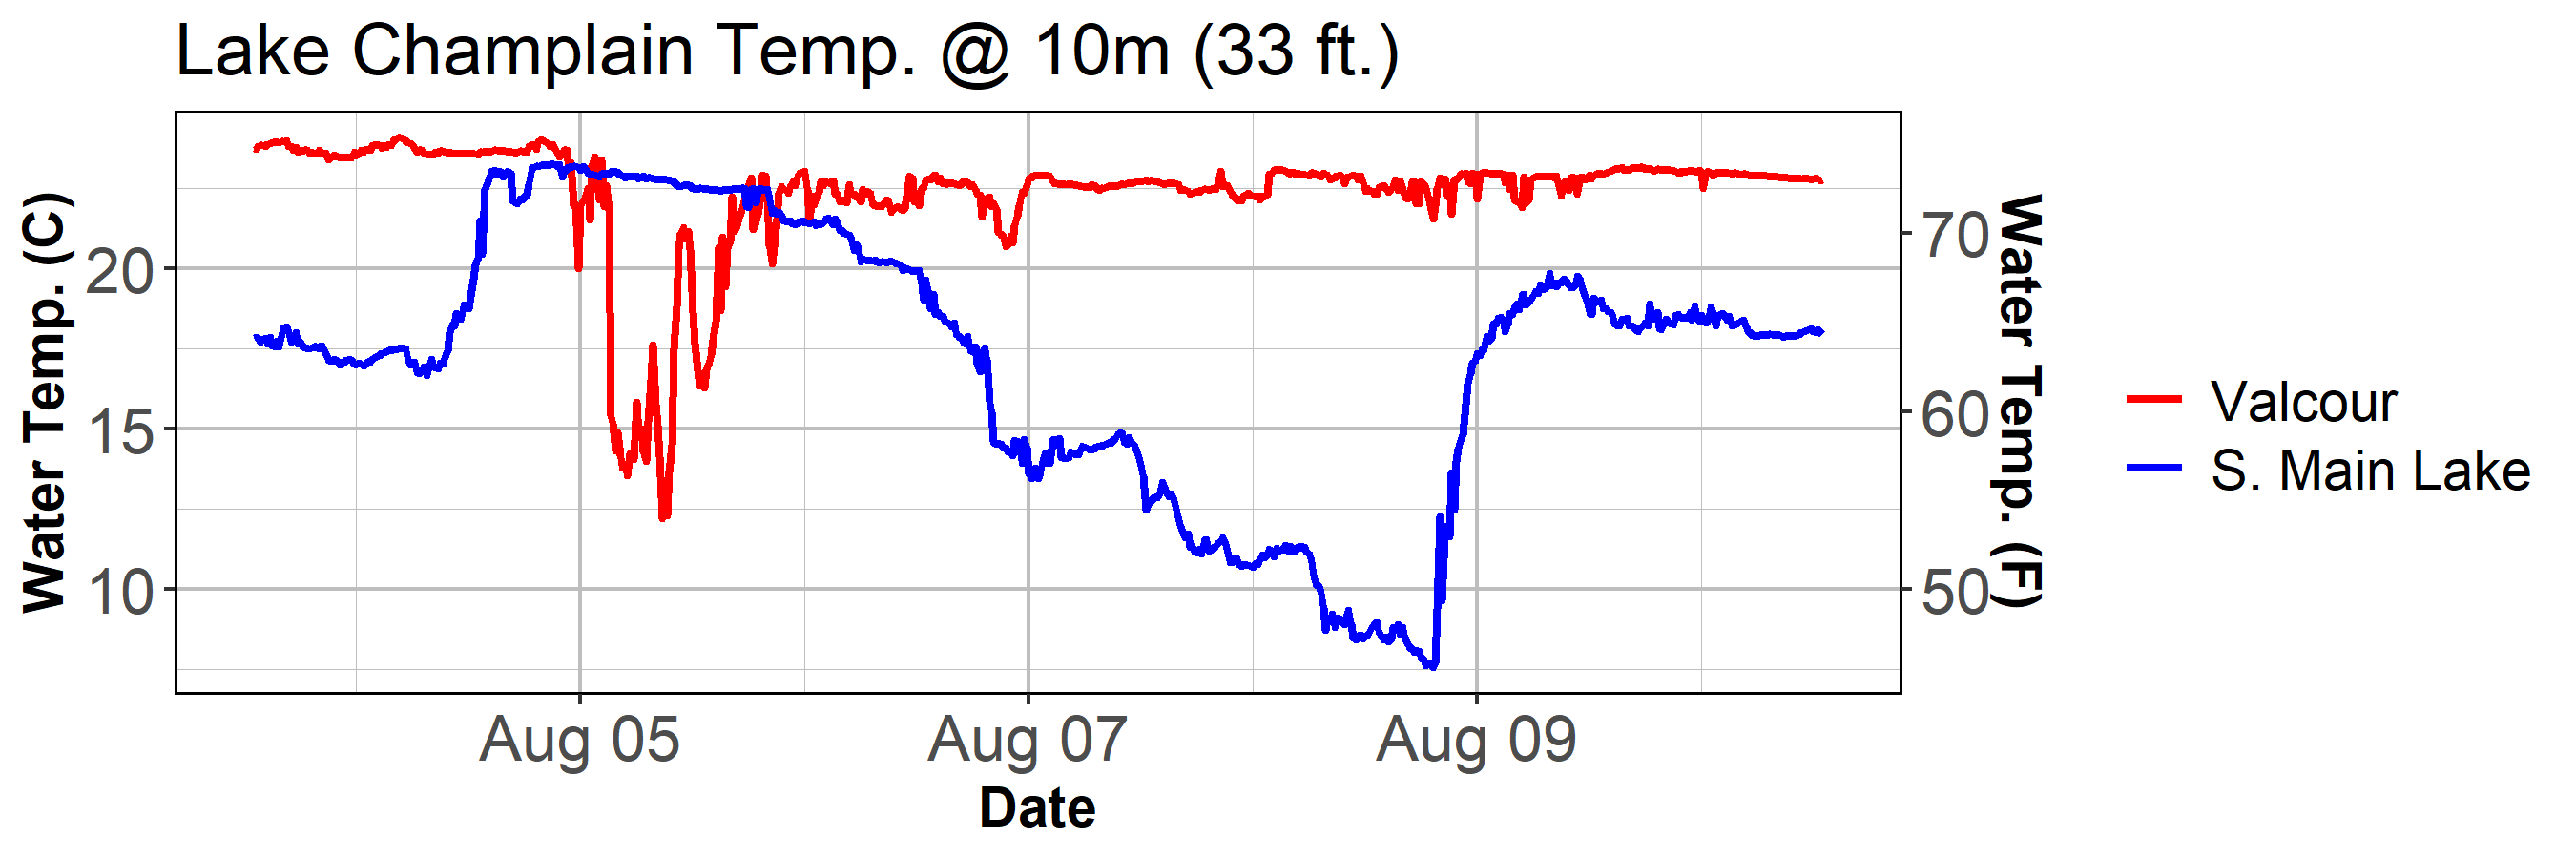 Lake Champlain Temp. @ 10m (33 ft.)
Water Temp. (C)
20
15
10
70
60
50
Water Temp. (F)
Aug 05
Aug 07
Aug 09
Date
Valcour
S. Main Lake